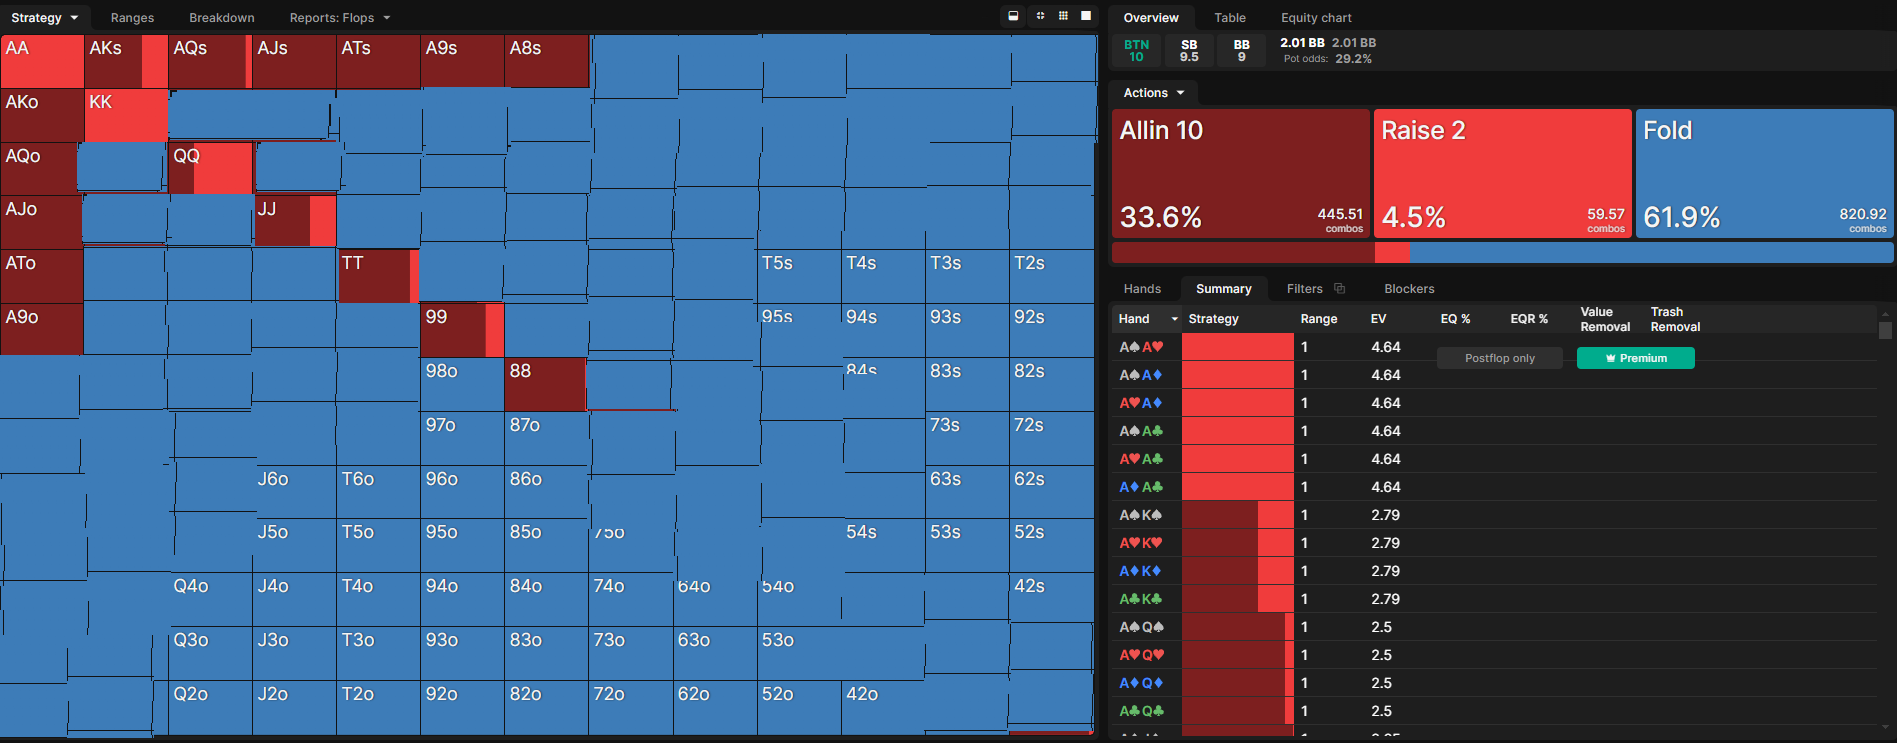 Strategy Ranges Breakdown Reports: Flops
AA AKs AQs AJs ATs A9s A8s
AKo KK
AQo QQ
AJo JJ
ATo TT T5s T4s T3s T2s
A9o 99 95s 94s 93s 92s
98o 88 84s 83s 82s
97o 87o 73s 72s
J6o T6o 96o 86o 63s 62s
J5o T5o 95o 85o 75o 54s 53s 52s
Q4o J4o T4o 94o 84o 74o 64o 54o 42s
Q3o J3o T3o 93o 83o 73o 63o 53o
Q2o J2o T2o 92o 82o 72o 62o 52o 42o
Overview Table Equity chart
BTN SB BB 2.01 BB 2.01 BB
10 9.5 9 Pot odds: 29.2%
Actions
Allin 10 Raise 2 Fold
33.6% 445.51 combos 4.5% 59.57 combos 61.9% 820.92 combos
Hands Summary Filters Blockers
Hand Strategy Range EV EQ % EQR % Value Removal Trash Removal
A♠A♥ 1 4.64
Postflop only Premium
A♠A♦ 1 4.64
A♥A♦ 1 4.64
A♠A♣ 1 4.64
A♥A♣ 1 4.64
A♦A♣ 1 4.64
A♠K♠ 1 2.79
A♥K♥ 1 2.79
A♦K♦ 1 2.79
A♣K♣ 1 2.79
A♠Q♠ 1 2.5
A♥Q♥ 1 2.5
A♦Q♦ 1 2.5
A♣Q♣ 1 2.5